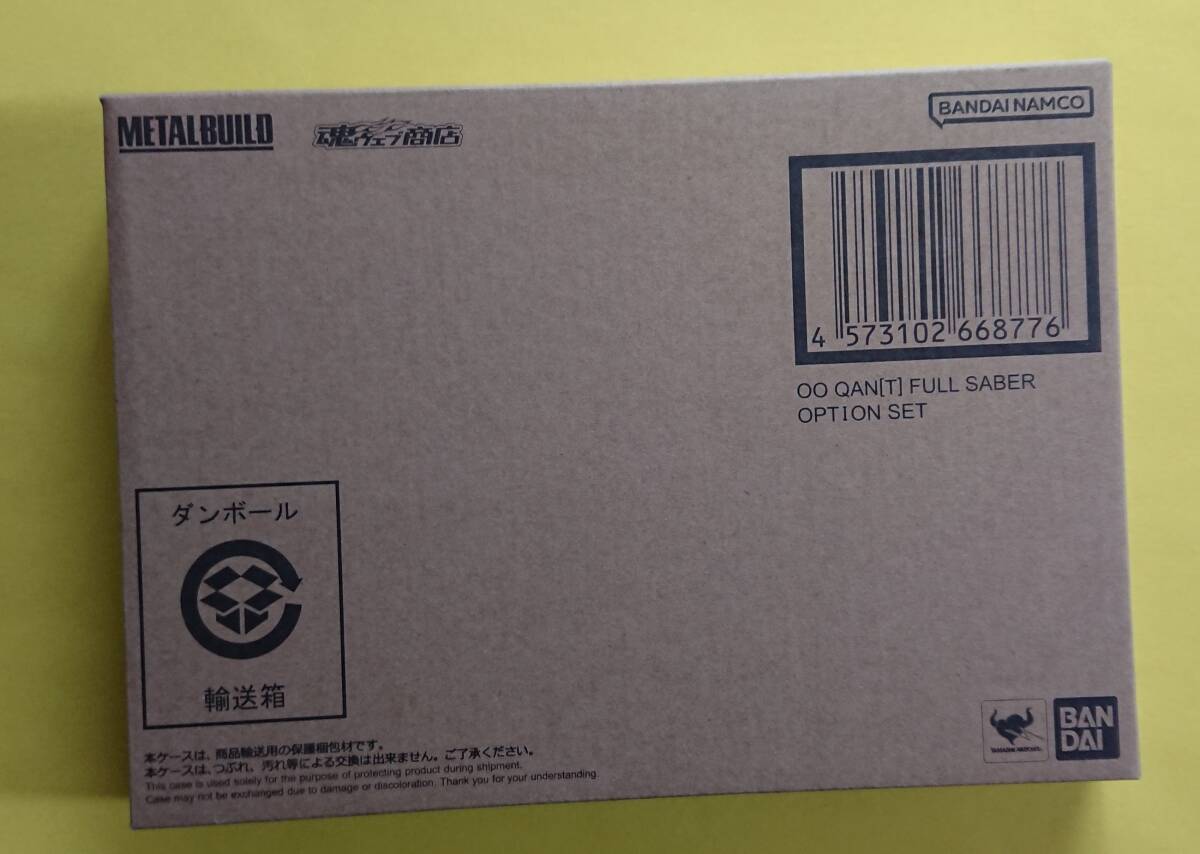 METALBUILD
魂ウェブ商店
BANDAI NAMCO
4 573102 668776
OO QAN[T] FULL SABER
OPTION SET
ダンボール
輸送箱
本ケースは、商品輸送用の保護梱包材です。
本ケースは、つぶれ、汚れ等による交換は出来ません。ご了承ください。
This case is used solely for the purpose of protecting product during shipment.
Case may not be exchanged due to damage or discoloration. Thank you for your understanding.
TAMASHII NATIONS
BAN
DAI